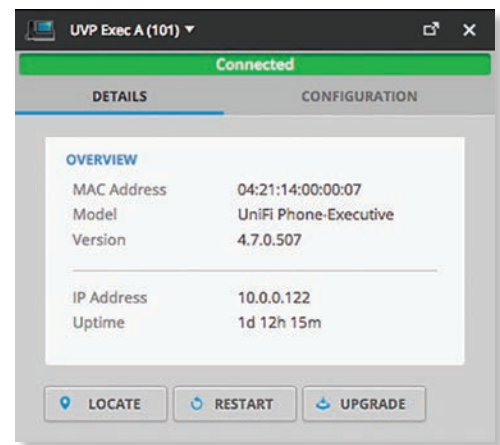 UVP Exec A (101)
Connected
DETAILS CONFIGURATION
OVERVIEW
MAC Address 04:21:14:00:00:07
Model UniFi Phone-Executive
Version 4.7.0.507
IP Address 10.0.0.122
Uptime 1d 12h 15m
LOCATE RESTART UPGRADE